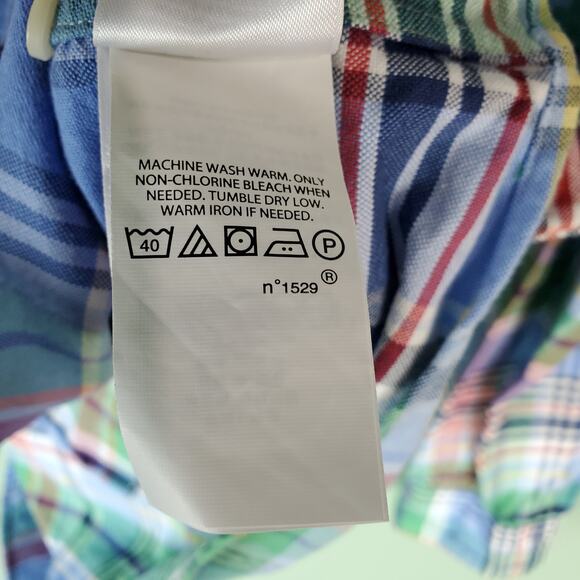 MACHINE WASH WARM. ONLY
NON-CHLORINE BLEACH WHEN
NEEDED. TUMBLE DRY LOW.
WARM IRON IF NEEDED.
40 P
n°1529 ®